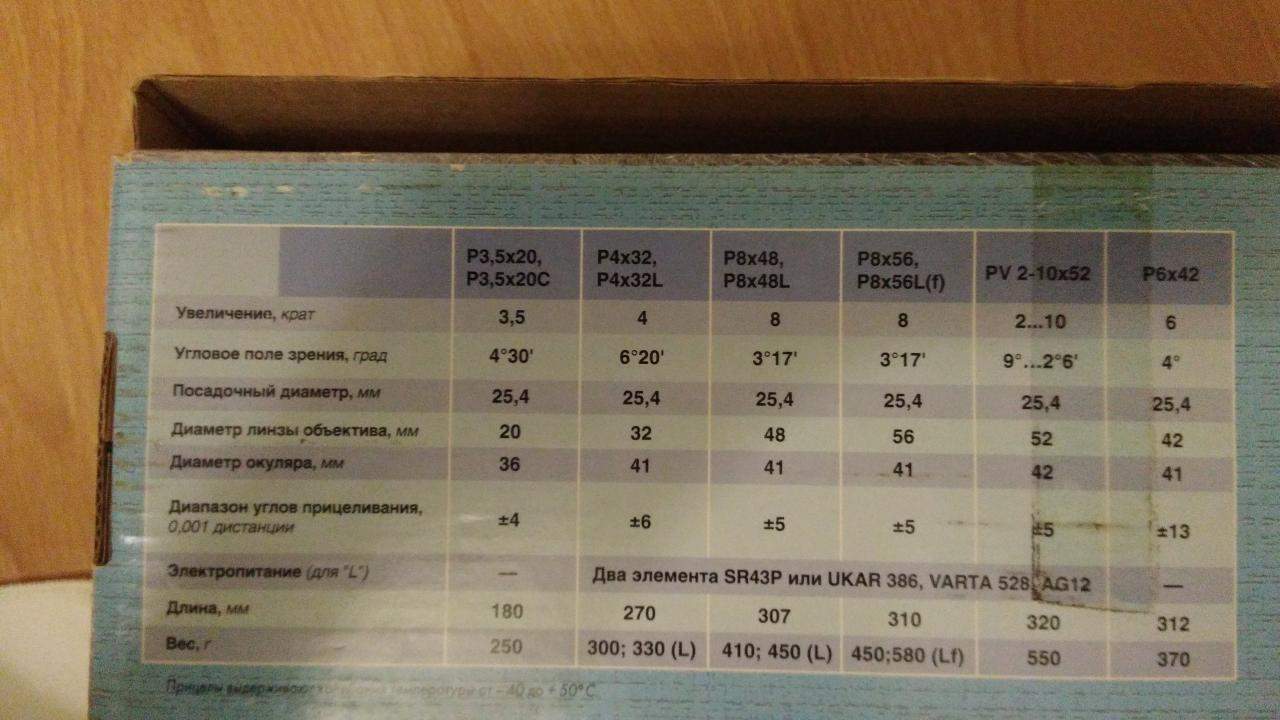 P3,5x20, P4x32, P8x48, P8x56, PV 2-10x52 P6x42
P3,5x20C P4x32L P8x48L P8x56L(f)
Увеличение, крат 3,5 4 8 8 2...10 6
Угловое поле зрения, град 4°30' 6°20' 3°17' 3°17' 9°...2°6' 4°
Посадочный диаметр, мм 25,4 25,4 25,4 25,4 25,4 25,4
Диаметр линзы объектива, мм 20 32 48 56 52 42
Диаметр окуляра, мм 36 41 41 41 42 41
Диапазон углов прицеливания,
0,001 дистанции ±4 ±6 ±5 ±5 ±5 ±13
Электропитание (для "L") — Два элемента SR43P или UKAR 386, VARTA 528, AG12 —
Длина, мм 180 270 307 310 320 312
Вес, г 250 300; 330 (L) 410; 450 (L) 450;580 (Lf) 550 370
Прицелы температуры от –40 до +50°C